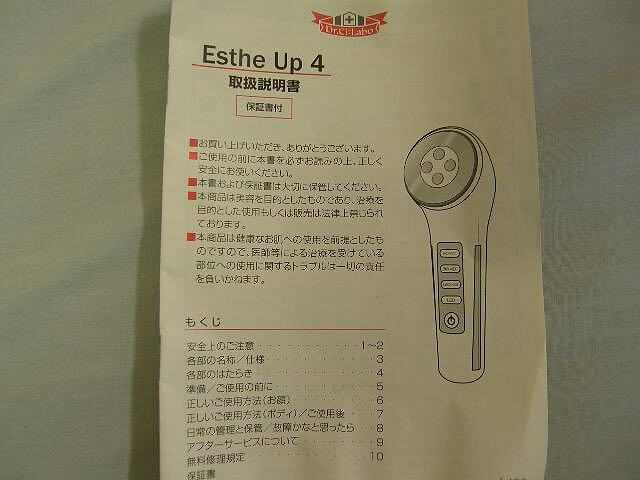 Dr.Ci:Labo
Esthe Up 4
取扱説明書
保証書付
■お買い上げいただき、ありがとうございます。
■ご使用の前に本書を必ずお読みの上、正しく
安全にお使いください。
■本書および保証書は大切に保管してください。
■本商品は美容を目的としたものであり、治療を
目的とした使用もしくは販売は法律上禁じられ
ております。
■本商品は健康なお肌への使用を前提としたも
のですので、医師等による治療を受けている
部位への使用に関するトラブルは一切の責任
を負いかねます。
もくじ
安全上のご注意 ············ 1~2
各部の名称/仕様 ············ 3
各部のはたらき ············ 4
準備/ご使用の前に ············ 5
正しいご使用方法(お顔) ············ 6
正しいご使用方法(ボディ)/ご使用後 ···· 7
日常の管理と保管/故障かなと思ったら ··· 8
アフターサービスについて ·········· 9
無料修理規定 ············ 10
保証書